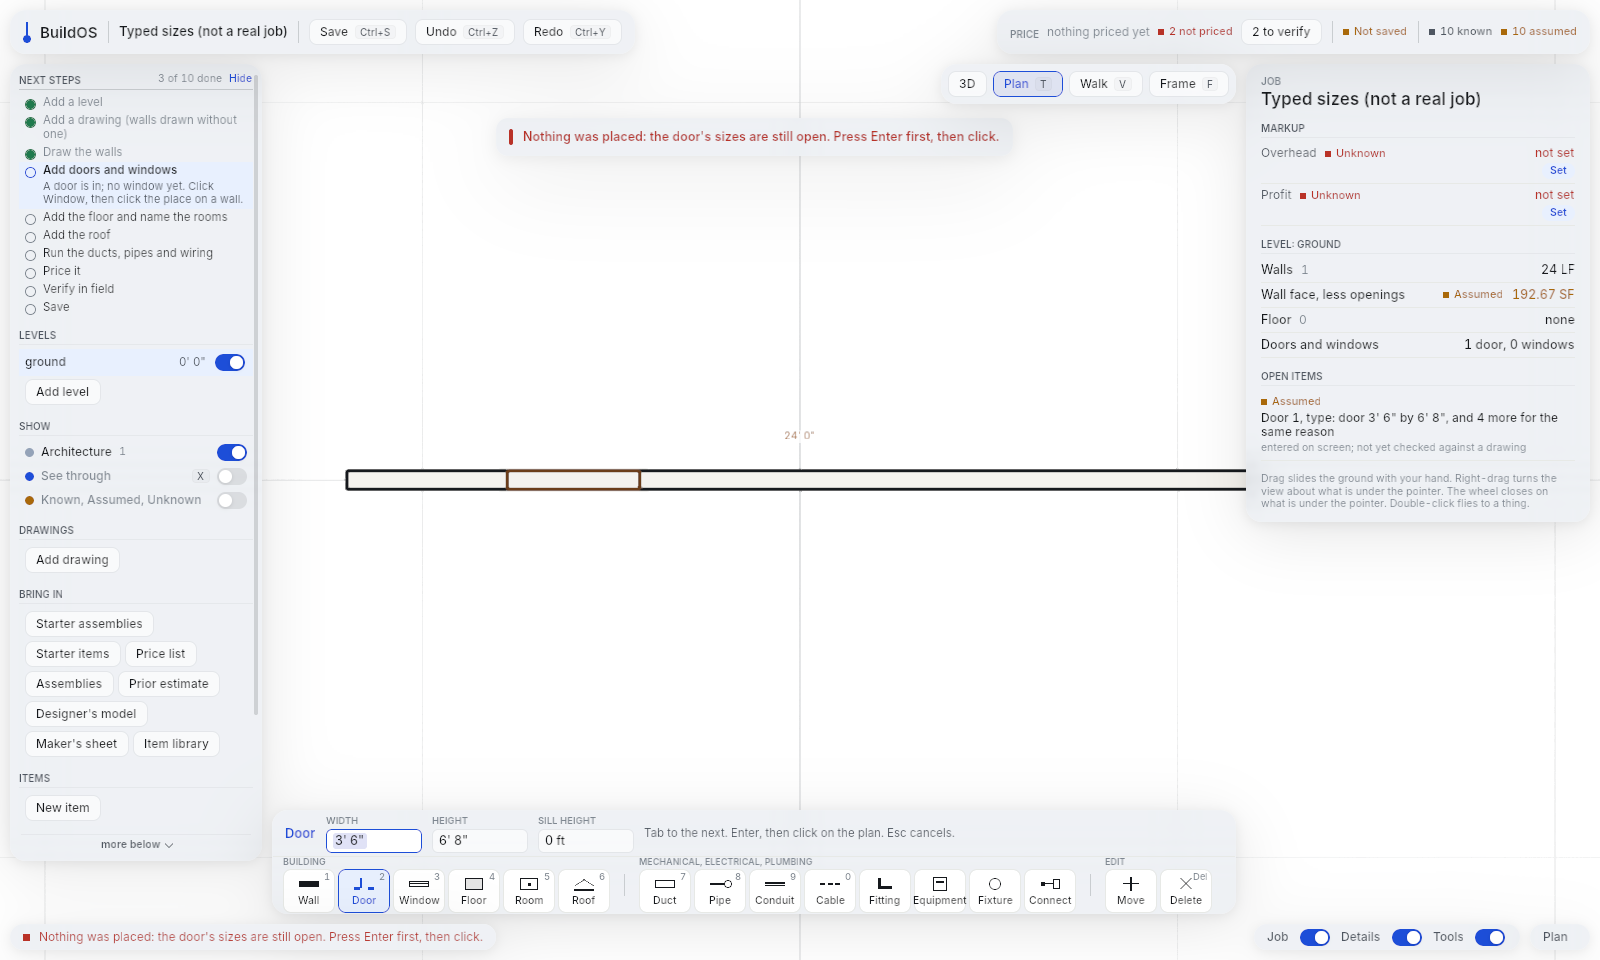 BuildOS
Typed sizes (not a real job)
Save Ctrl+S
Undo Ctrl+Z
Redo Ctrl+Y
PRICE nothing priced yet 2 not priced 2 to verify Not saved 10 known 10 assumed
NEXT STEPS 3 of 10 done Hide
Add a level
Add a drawing (walls drawn without
one)
Draw the walls
Add doors and windows
A door is in; no window yet. Click
Window, then click the place on a wall.
Add the floor and name the rooms
Add the roof
Run the ducts, pipes and wiring
Price it
Verify in field
Save
LEVELS
ground 0' 0"
Add level
SHOW
Architecture 1
See through X
Known, Assumed, Unknown
DRAWINGS
Add drawing
BRING IN
Starter assemblies
Starter items Price list
Assemblies Prior estimate
Designer's model
Maker's sheet Item library
ITEMS
New item
more below
3D
Plan T
Walk V
Frame F
Nothing was placed: the door's sizes are still open. Press Enter first, then click.
24' 0"
JOB
Typed sizes (not a real job)
MARKUP
Overhead Unknown not set
Set
Profit Unknown not set
Set
LEVEL: GROUND
Walls 1 24 LF
Wall face, less openings Assumed 192.67 SF
Floor 0 none
Doors and windows 1 door, 0 windows
OPEN ITEMS
Assumed
Door 1, type: door 3' 6" by 6' 8", and 4 more for the
same reason
entered on screen; not yet checked against a drawing
Drag slides the ground with your hand. Right-drag turns the
view about what is under the pointer. The wheel closes on
what is under the pointer. Double-click flies to a thing.
WIDTH HEIGHT SILL HEIGHT
Door 3' 6" 6' 8" 0 ft Tab to the next. Enter, then click on the plan. Esc cancels.
BUILDING MECHANICAL, ELECTRICAL, PLUMBING EDIT
1 2 3 4 5 6 7 8 9 0 Del
Wall Door Window Floor Room Roof Duct Pipe Conduit Cable Fitting Equipment Fixture Connect Move Delete
Nothing was placed: the door's sizes are still open. Press Enter first, then click.
Job Details Tools Plan